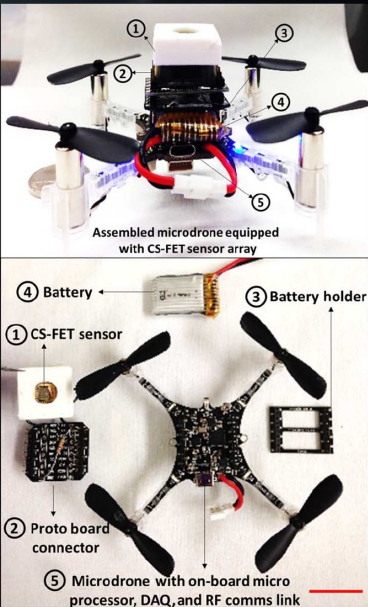 ①
③
②
④
⑤
Assembled microdrone equipped
with CS-FET sensor array
④ Battery
③ Battery holder
① CS-FET sensor
② Proto board
connector
⑤ Microdrone with on-board micro
processor, DAQ, and RF comms link